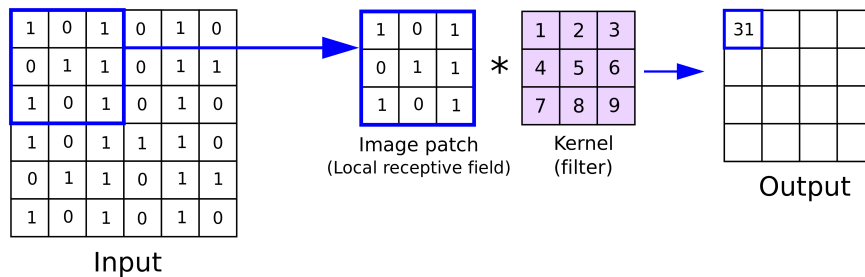 1 0 1 0 1 0
0 1 1 0 1 1
1 0 1 0 1 0
1 0 1 1 1 0
0 1 1 0 1 1
1 0 1 0 1 0
Input
1 0 1
0 1 1
1 0 1
Image patch
(Local receptive field)
*
1 2 3
4 5 6
7 8 9
Kernel
(filter)
31
Output